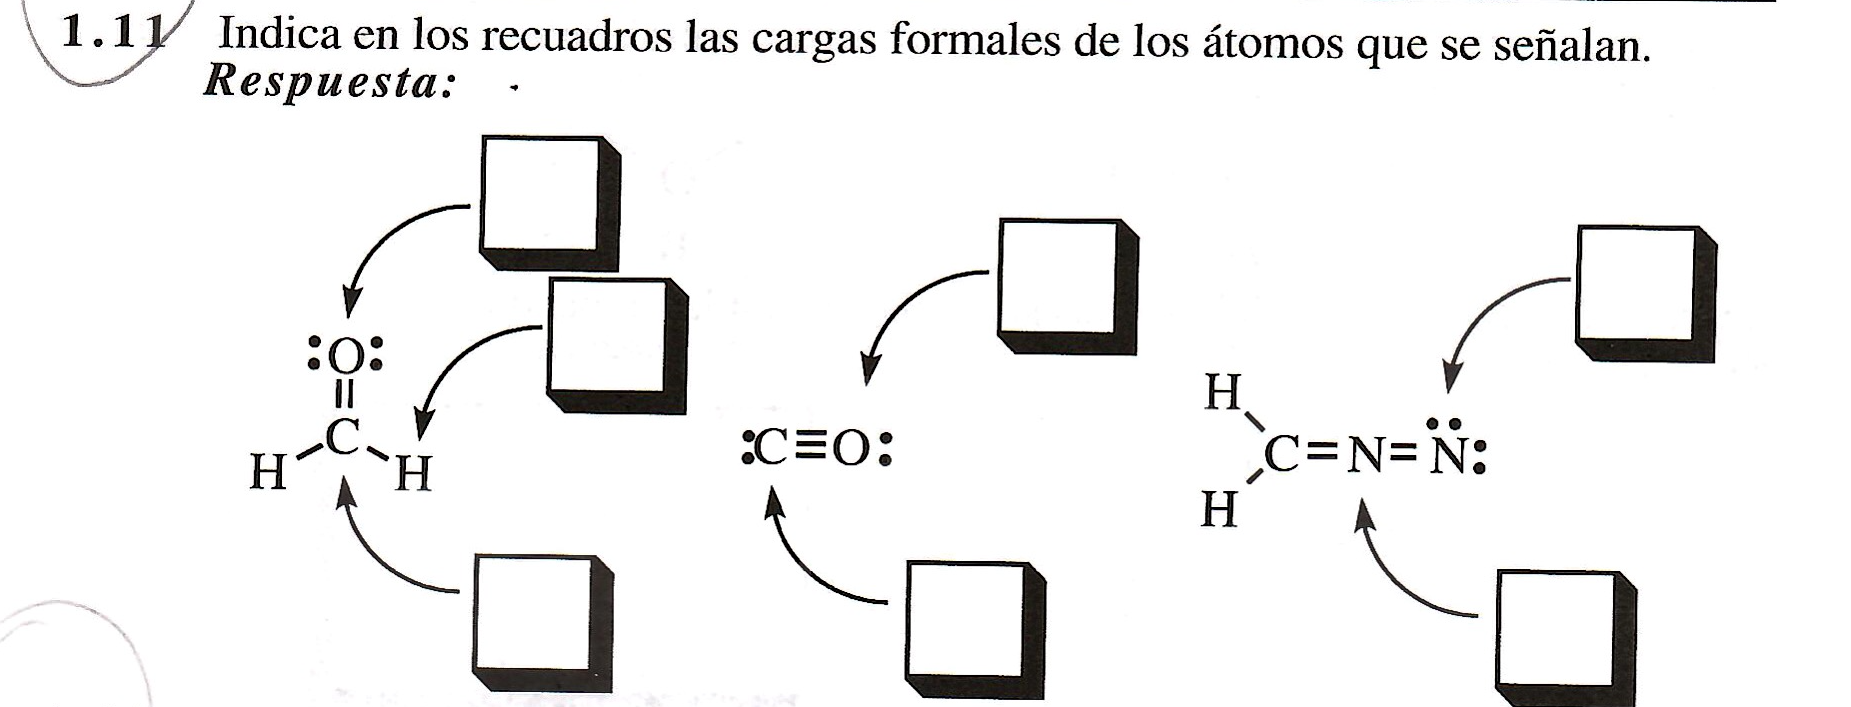 1.11 Indica en los recuadros las cargas formales de los átomos que se señalan.
Respuesta:
:O:
||
C
H H
:C≡O:
H
C=N=N̈:
H